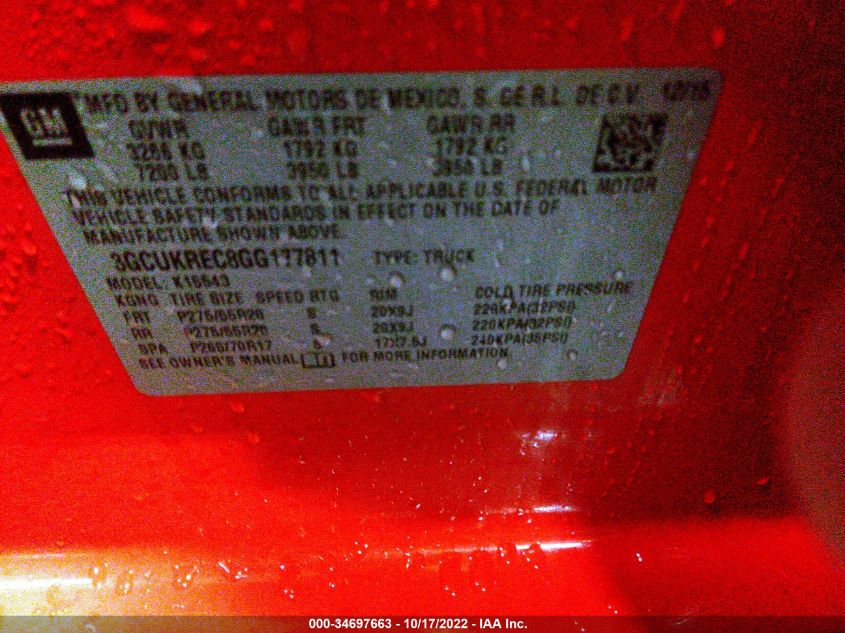 GM
MFD BY GENERAL MOTORS DE MEXICO, S. DE R.L. DE C.V. 12/15
GVWR GAWR FRT GAWR RR
3266 KG 1792 KG 1792 KG
7200 LB 3950 LB 3950 LB
THIS VEHICLE CONFORMS TO ALL APPLICABLE U.S. FEDERAL MOTOR
VEHICLE SAFETY STANDARDS IN EFFECT ON THE DATE OF
MANUFACTURE SHOWN ABOVE.
3GCUKREC8GG177811 TYPE: TRUCK
MODEL: K15543
KGNG TIRE SIZE SPEED RTG RIM COLD TIRE PRESSURE
FRT P275/55R20 S 20X9J 220KPA(32PSI)
RR P275/55R20 S 20X9J 220KPA(32PSI)
SPA P265/70R17 S 17X7.5J 240KPA(35PSI)
SEE OWNER'S MANUAL FOR MORE INFORMATION
000-34697663 - 10/17/2022 - IAA Inc.